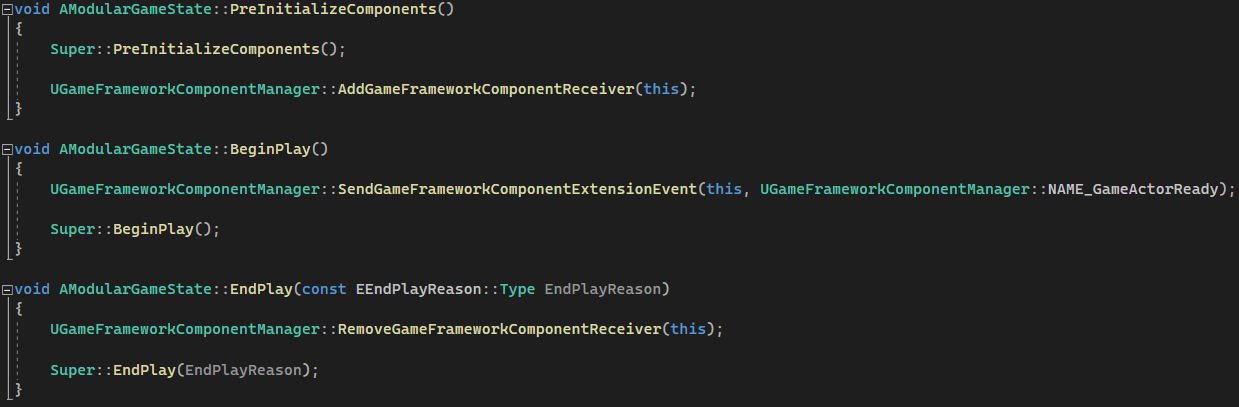 void AModularGameState::PreInitializeComponents()
{
Super::PreInitializeComponents();
UGameFrameworkComponentManager::AddGameFrameworkComponentReceiver(this);
}
void AModularGameState::BeginPlay()
{
UGameFrameworkComponentManager::SendGameFrameworkComponentExtensionEvent(this, UGameFrameworkComponentManager::NAME_GameActorReady);
Super::BeginPlay();
}
void AModularGameState::EndPlay(const EEndPlayReason::Type EndPlayReason)
{
UGameFrameworkComponentManager::RemoveGameFrameworkComponentReceiver(this);
Super::EndPlay(EndPlayReason);
}